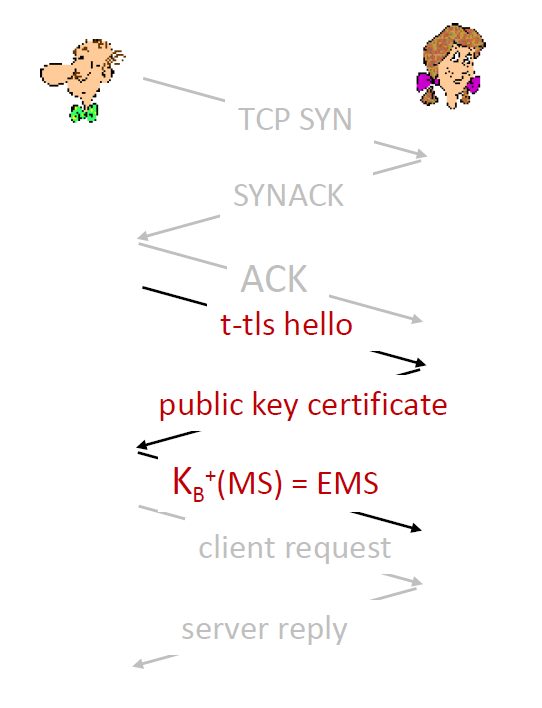 TCP SYN
SYNACK
ACK
t-tls hello
public key certificate
K_B⁺(MS) = EMS
client request
server reply